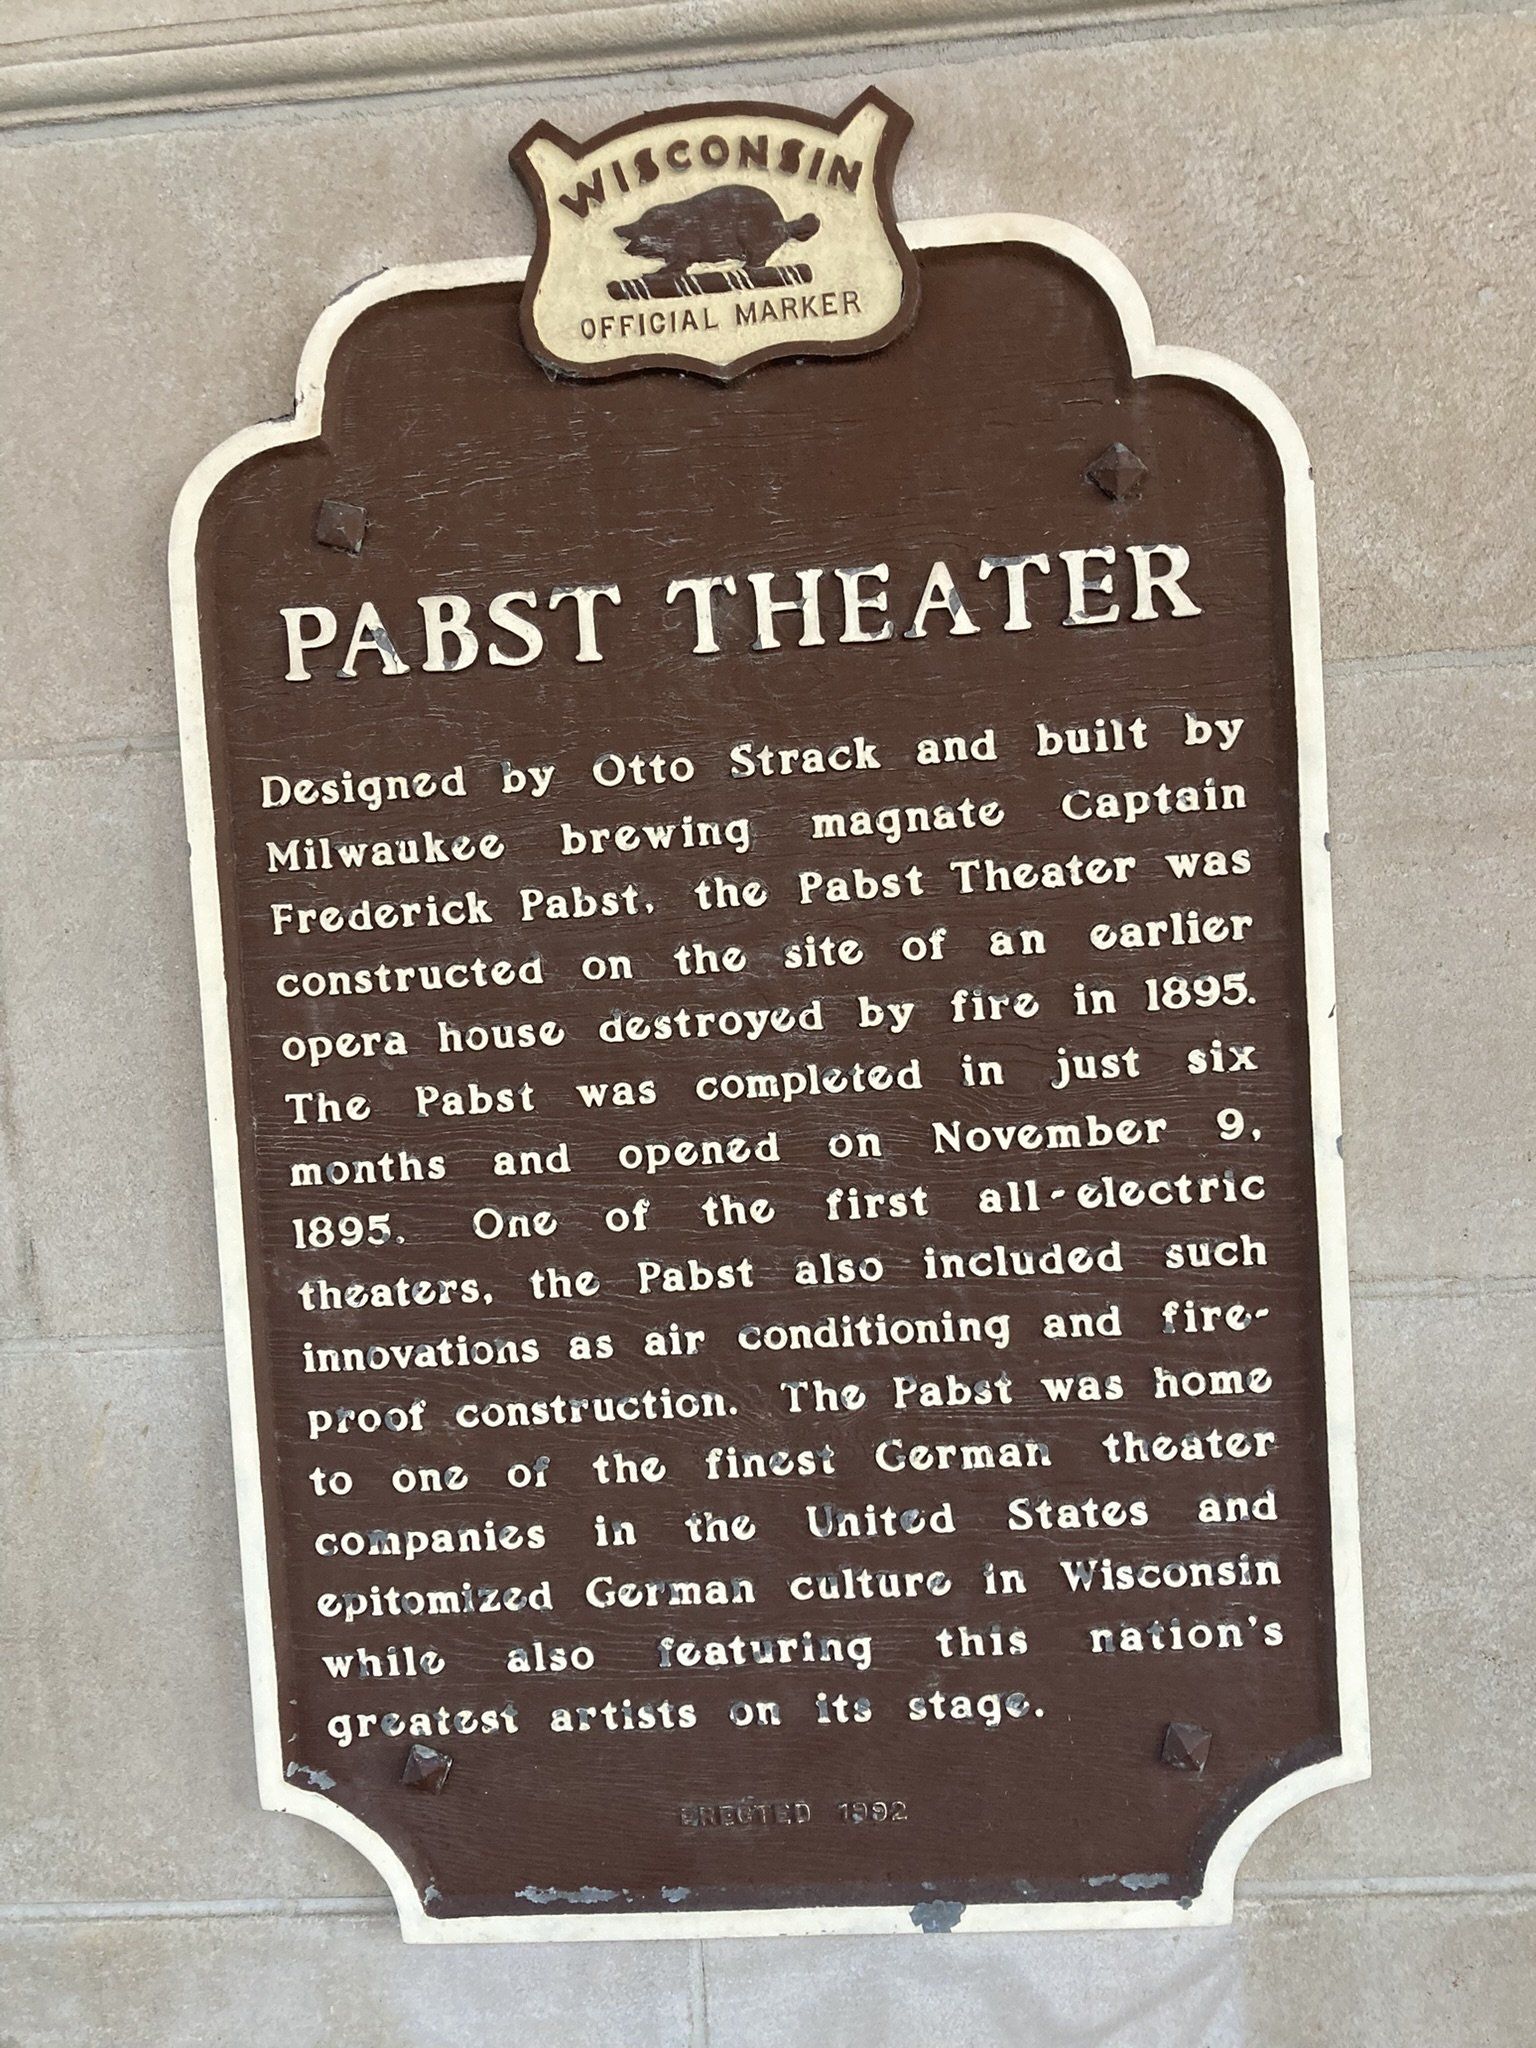 WISCONSIN
OFFICIAL MARKER
PABST THEATER
Designed by Otto Strack and built by
Milwaukee brewing magnate Captain
Frederick Pabst, the Pabst Theater was
constructed on the site of an earlier
opera house destroyed by fire in 1895.
The Pabst was completed in just six
months and opened on November 9,
1895. One of the first all-electric
theaters, the Pabst also included such
innovations as air conditioning and fire-
proof construction. The Pabst was home
to one of the finest German theater
companies in the United States and
epitomized German culture in Wisconsin
while also featuring this nation's
greatest artists on its stage.
ERECTED 1992